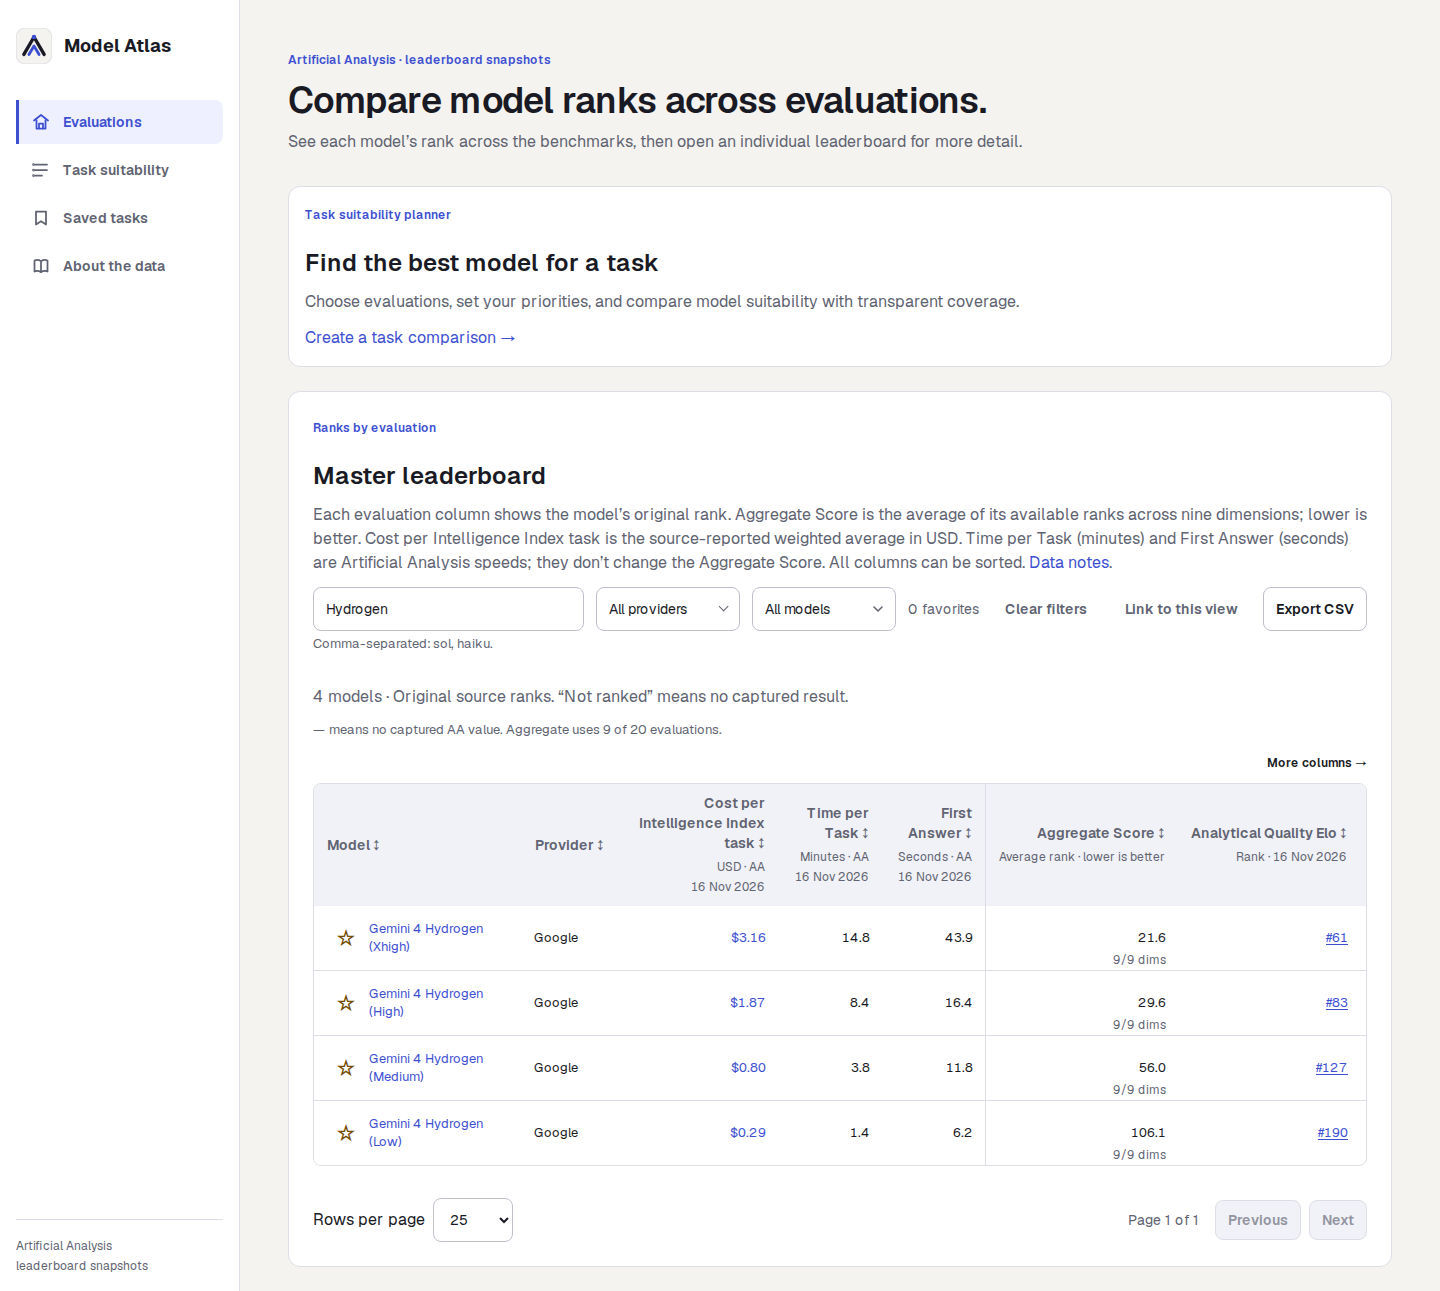 Model Atlas
Evaluations
Task suitability
Saved tasks
About the data
Artificial Analysis
leaderboard snapshots
Artificial Analysis · leaderboard snapshots
Compare model ranks across evaluations.
See each model’s rank across the benchmarks, then open an individual leaderboard for more detail.
Task suitability planner
Find the best model for a task
Choose evaluations, set your priorities, and compare model suitability with transparent coverage.
Create a task comparison →
Ranks by evaluation
Master leaderboard
Each evaluation column shows the model’s original rank. Aggregate Score is the average of its available ranks across nine dimensions; lower is
better. Cost per Intelligence Index task is the source-reported weighted average in USD. Time per Task (minutes) and First Answer (seconds)
are Artificial Analysis speeds; they don’t change the Aggregate Score. All columns can be sorted. Data notes.
Hydrogen All providers All models 0 favorites Clear filters Link to this view Export CSV
Comma-separated: sol, haiku.
4 models · Original source ranks. “Not ranked” means no captured result.
— means no captured AA value. Aggregate uses 9 of 20 evaluations.
More columns →
Model ↕
Provider ↕
Cost per
Intelligence Index
task ↕
USD · AA
16 Nov 2026
Time per
Task ↕
Minutes · AA
16 Nov 2026
First
Answer ↕
Seconds · AA
16 Nov 2026
Aggregate Score ↕
Average rank · lower is better
Analytical Quality Elo ↕
Rank · 16 Nov 2026
☆ Gemini 4 Hydrogen
(Xhigh)
Google $3.16 14.8 43.9 21.6 #61
9/9 dims
☆ Gemini 4 Hydrogen
(High)
Google $1.87 8.4 16.4 29.6 #83
9/9 dims
☆ Gemini 4 Hydrogen
(Medium)
Google $0.80 3.8 11.8 56.0 #127
9/9 dims
☆ Gemini 4 Hydrogen
(Low)
Google $0.29 1.4 6.2 106.1 #190
9/9 dims
Rows per page 25 Page 1 of 1 Previous Next